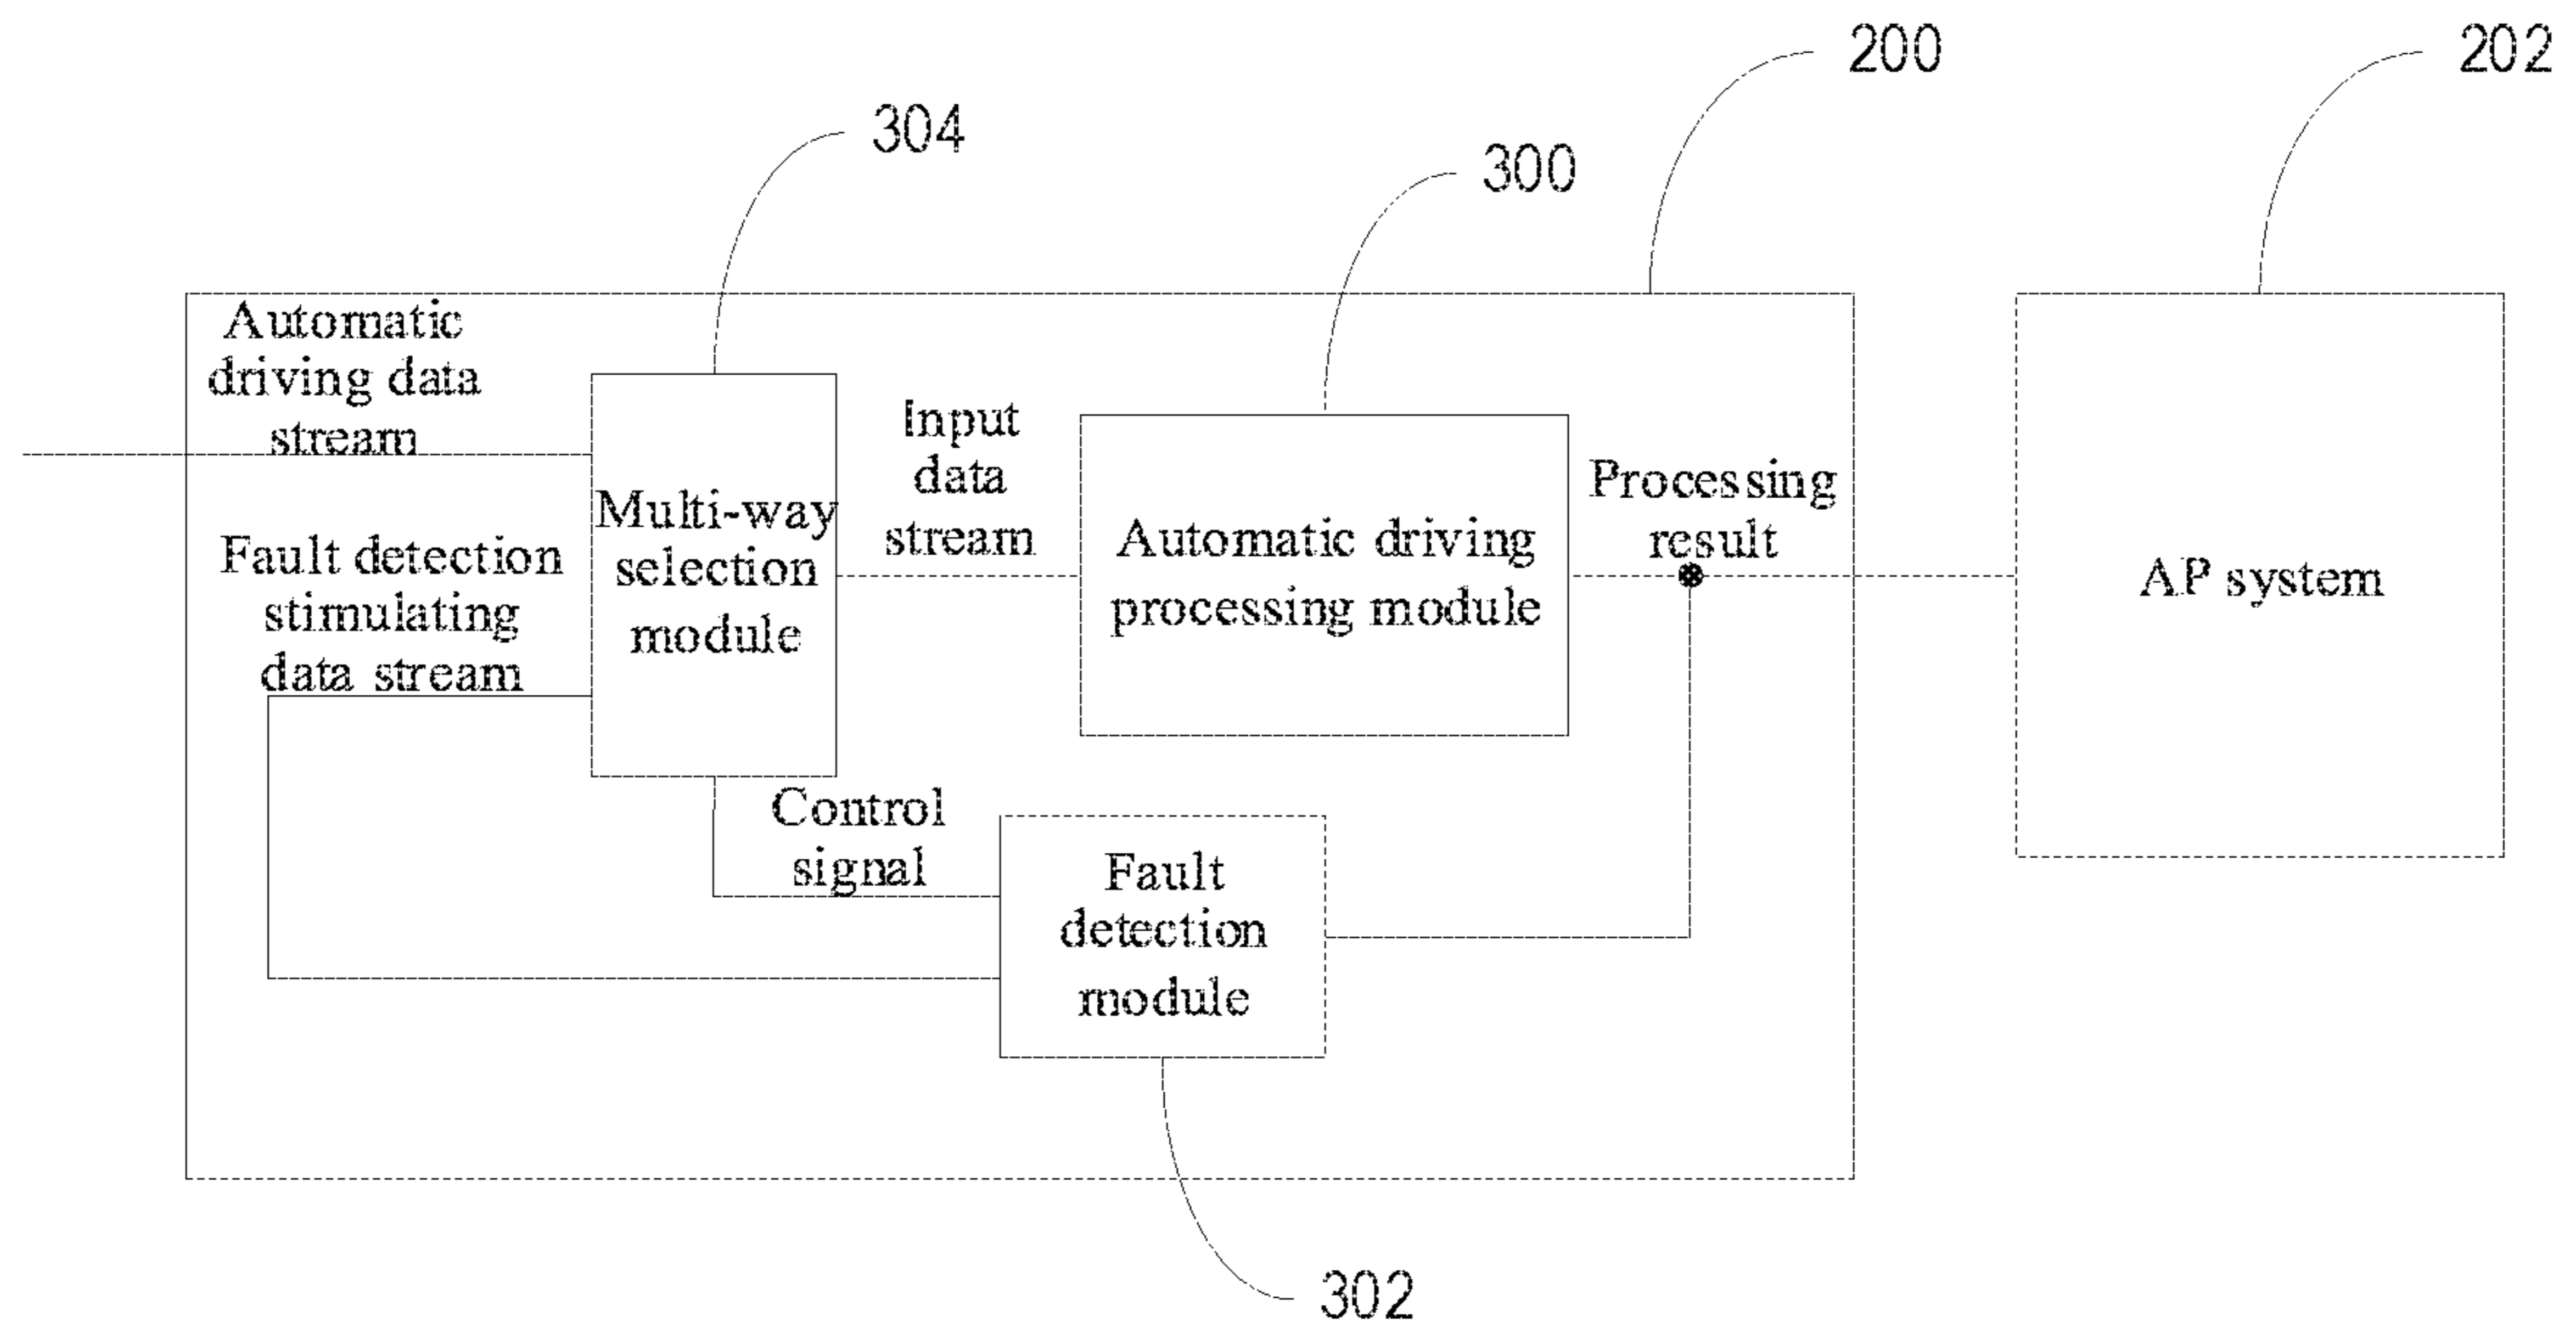 200
202
304
300
Automatic
driving data
stream
Input
data
stream
Processing
result
Multi-way
selection
module
Fault detection
stimulating
data stream
Automatic driving
processing module
AP system
Control
signal
Fault
detection
module
302